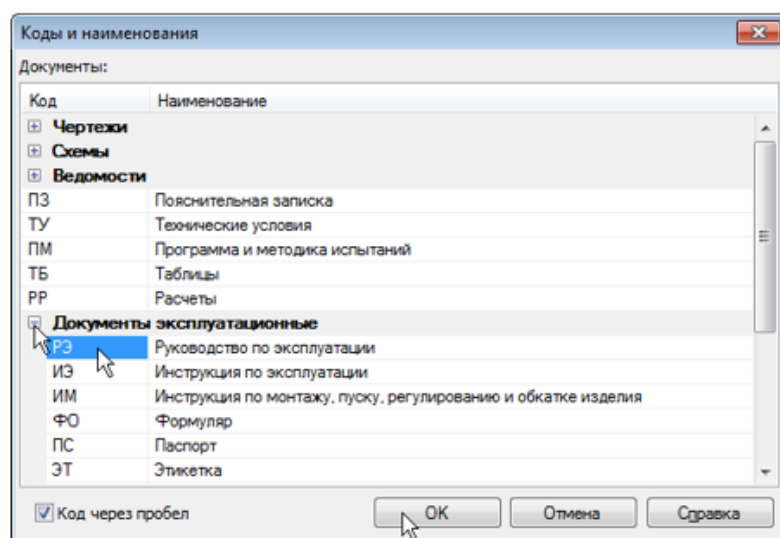 Коды и наименования
Документы:
Код Наименование
Чертежи
Схемы
Ведомости
ПЗ Пояснительная записка
ТУ Технические условия
ПМ Программа и методика испытаний
ТБ Таблицы
РР Расчеты
Документы эксплуатационные
РЭ Руководство по эксплуатации
ИЭ Инструкция по эксплуатации
ИМ Инструкция по монтажу, пуску, регулированию и обкатке изделия
ФО Формуляр
ПС Паспорт
ЭТ Этикетка
Код через пробел OK Отмена Справка